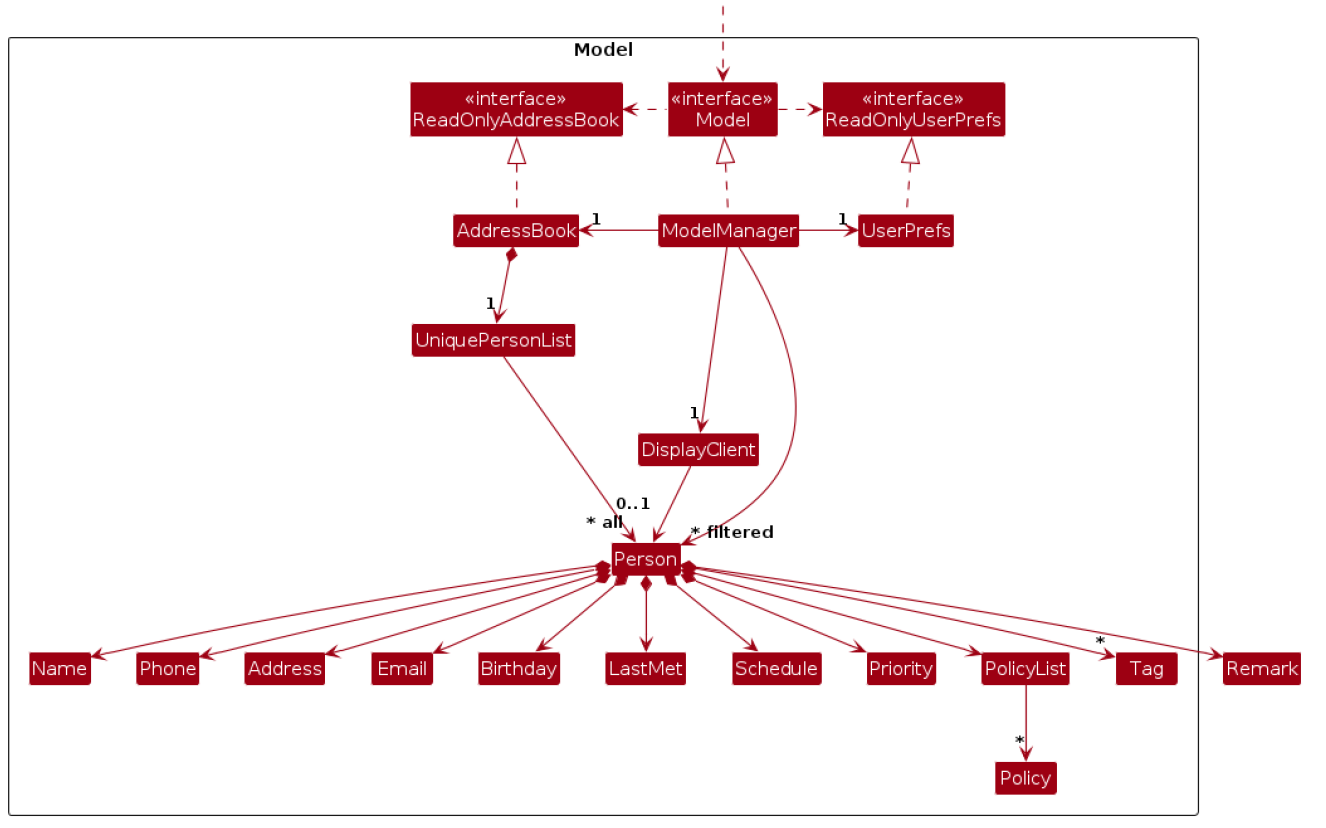 Model
«interface»
ReadOnlyAddressBook
«interface»
Model
«interface»
ReadOnlyUserPrefs
AddressBook
1
ModelManager
1
UserPrefs
1
UniquePersonList
1
DisplayClient
0..1
* all
* filtered
Person
*
Name
Phone
Address
Email
Birthday
LastMet
Schedule
Priority
PolicyList
Tag
Remark
*
Policy